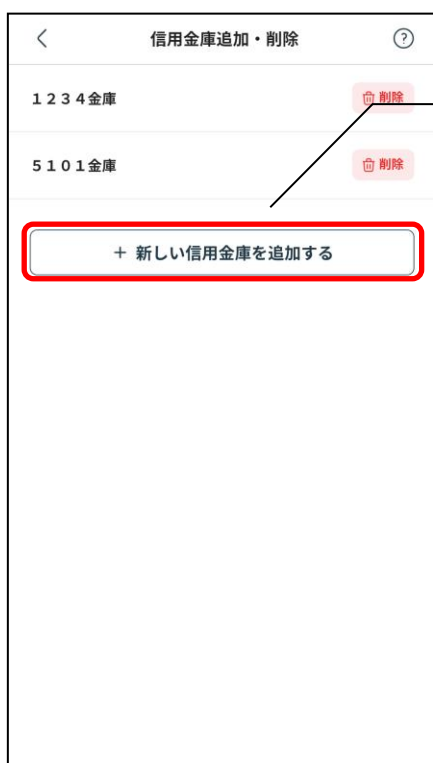 信用金庫追加・削除
１２３４金庫
削除
５１０１金庫
削除
＋ 新しい信用金庫を追加する